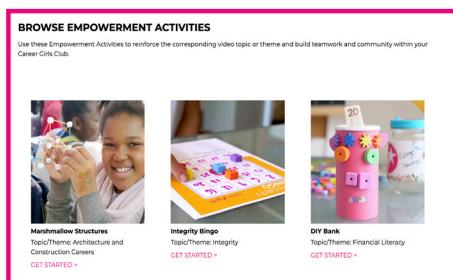 BROWSE EMPOWERMENT ACTIVITIES
Use these Empowerment Activities to reinforce the corresponding video topic or theme and build teamwork and community within your
Career Girls Club.
20
Marshmallow Structures
Topic/Theme: Architecture and
Construction Careers
GET STARTED >
Integrity Bingo
Topic/Theme: Integrity
GET STARTED >
DIY Bank
Topic/Theme: Financial Literacy
GET STARTED >